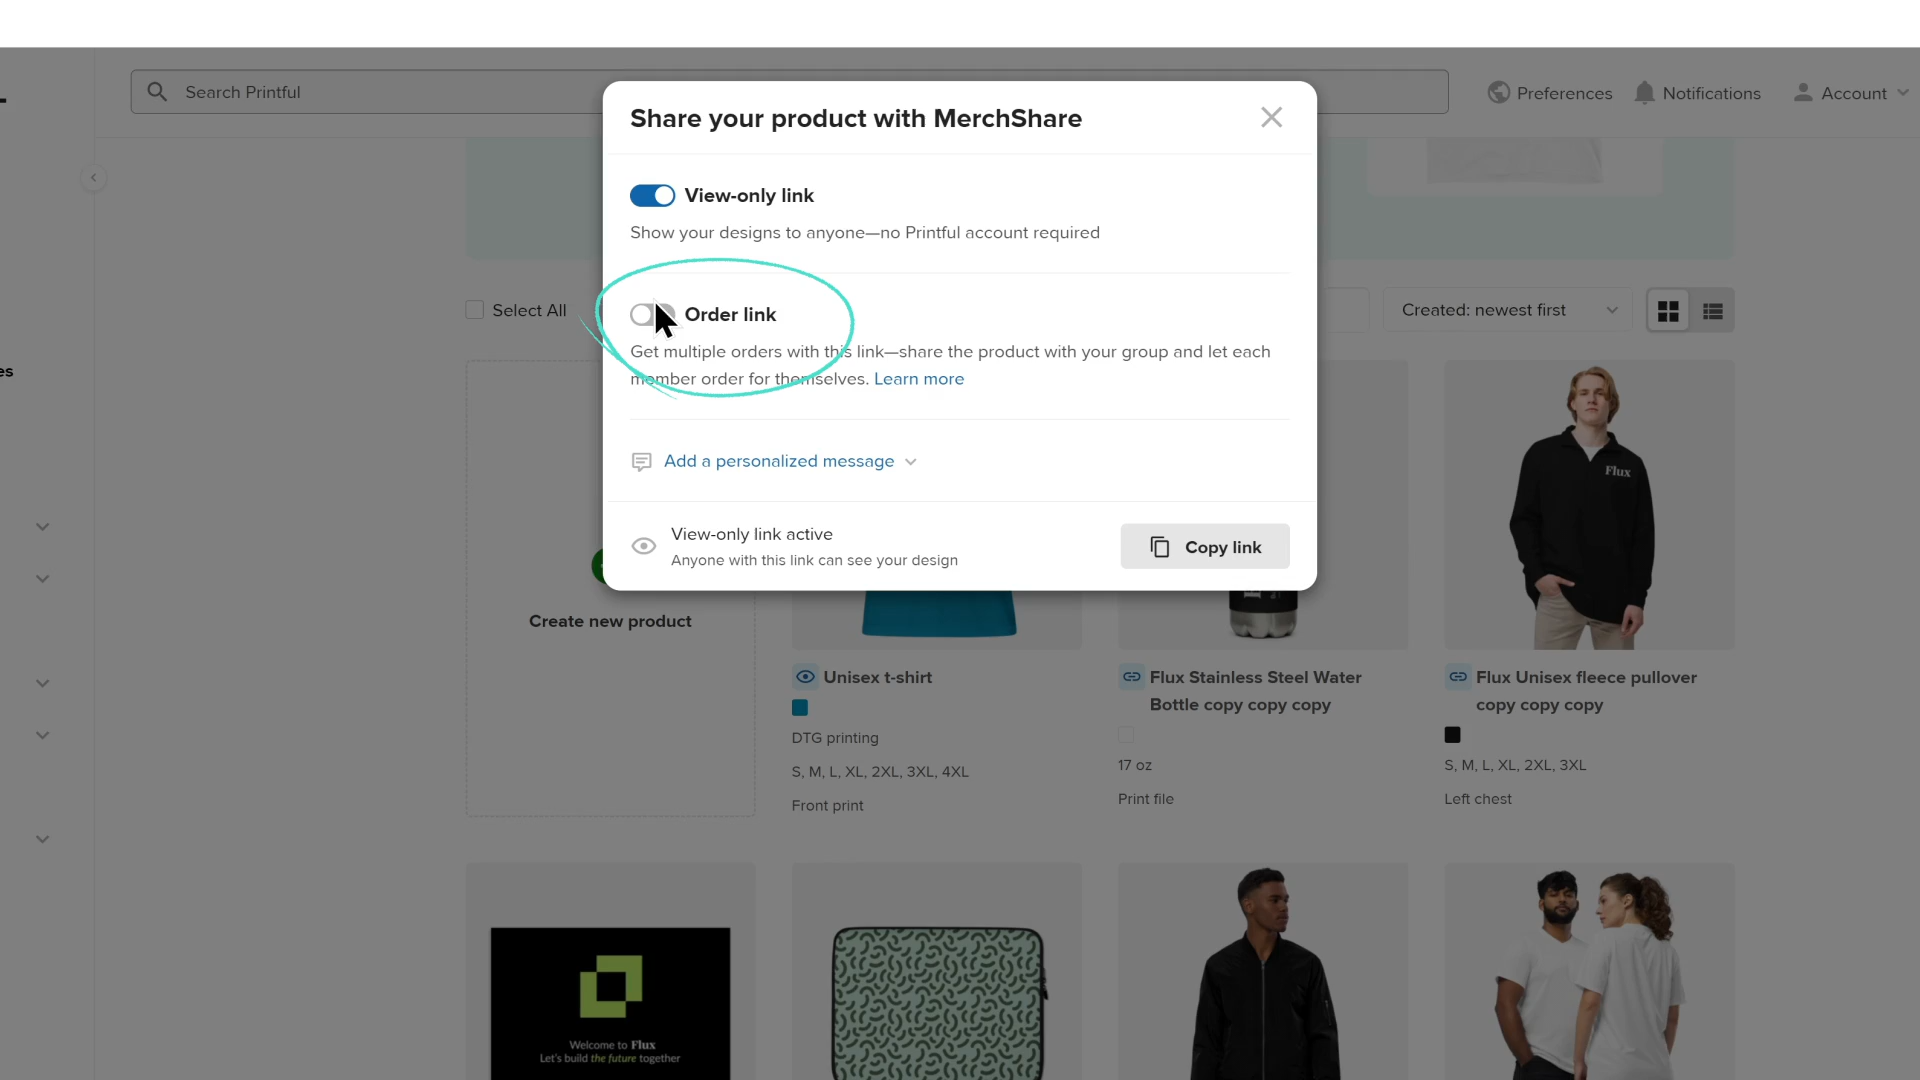 Search Printful
Preferences
Notifications
Account
Share your product with MerchShare
View-only link
Show your designs to anyone—no Printful account required
Select All
Order link
Created: newest first
Get multiple orders with this link—share the product with your group and let each
member order for themselves. Learn more
es
Add a personalized message
Flux
View-only link active
Anyone with this link can see your design
Copy link
Create new product
Unisex t-shirt
DTG printing
S, M, L, XL, 2XL, 3XL, 4XL
Front print
Flux Stainless Steel Water
Bottle copy copy copy
17 oz
Print file
Flux Unisex fleece pullover
copy copy copy
S, M, L, XL, 2XL, 3XL
Left chest
Welcome to Flux
Let's build the future together